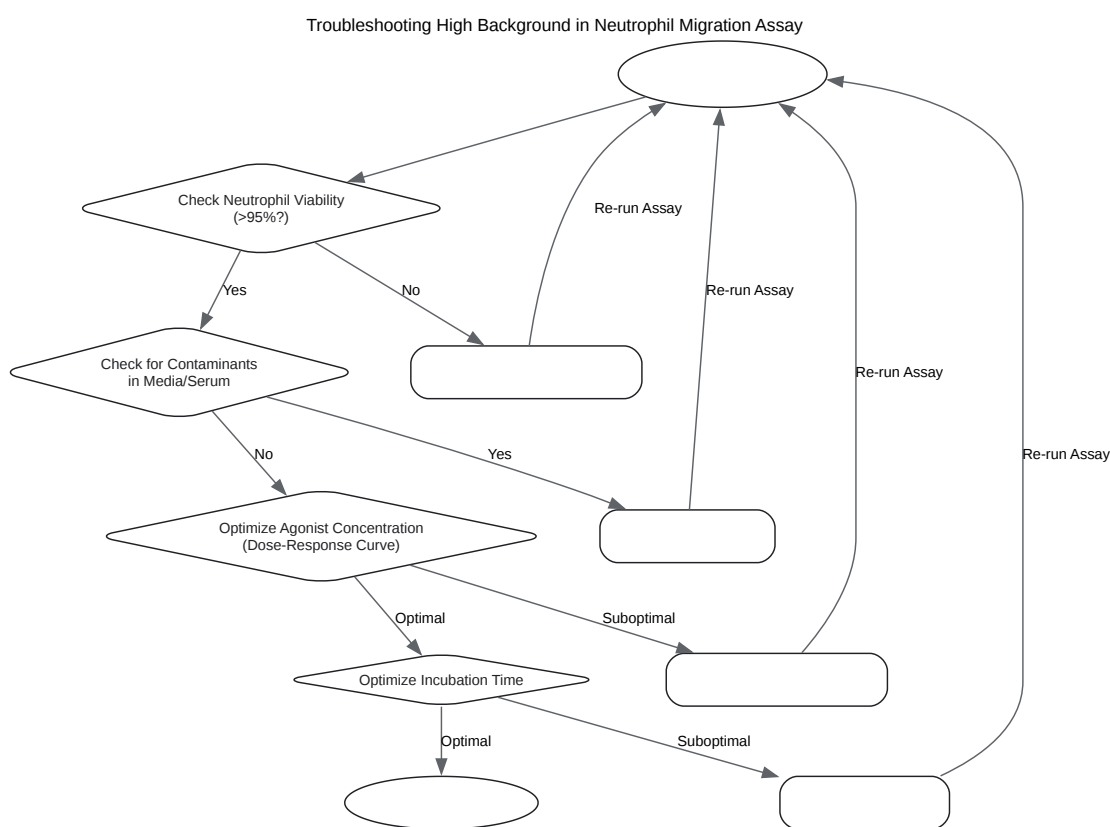 Troubleshooting High Background in Neutrophil Migration Assay
Check Neutrophil Viability
(>95%?)
Re-run Assay
Yes
No
Re-run Assay
Check for Contaminants
in Media/Serum
Re-run Assay
No
Yes
Re-run Assay
Optimize Agonist Concentration
(Dose-Response Curve)
Optimal
Suboptimal
Optimize Incubation Time
Optimal
Suboptimal